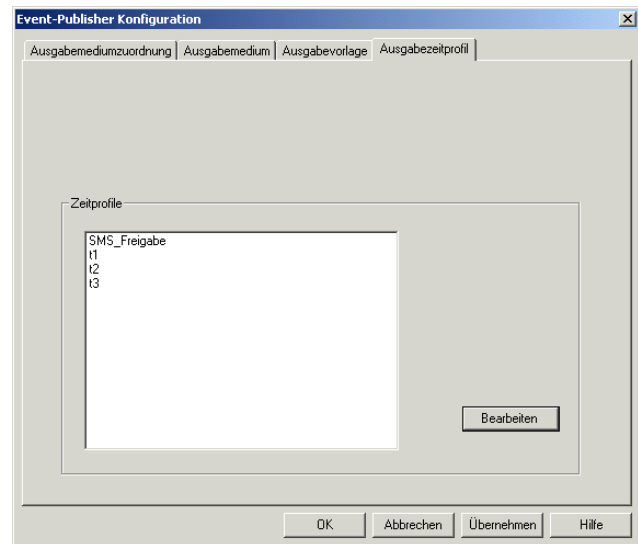 Event-Publisher Konfiguration
Ausgabemediumzuordnung Ausgabemedium Ausgabevorlage Ausgabezeitprofil
Zeitprofile
SMS_Freigabe
t1
t2
t3
Bearbeiten
OK Abbrechen Übernehmen Hilfe